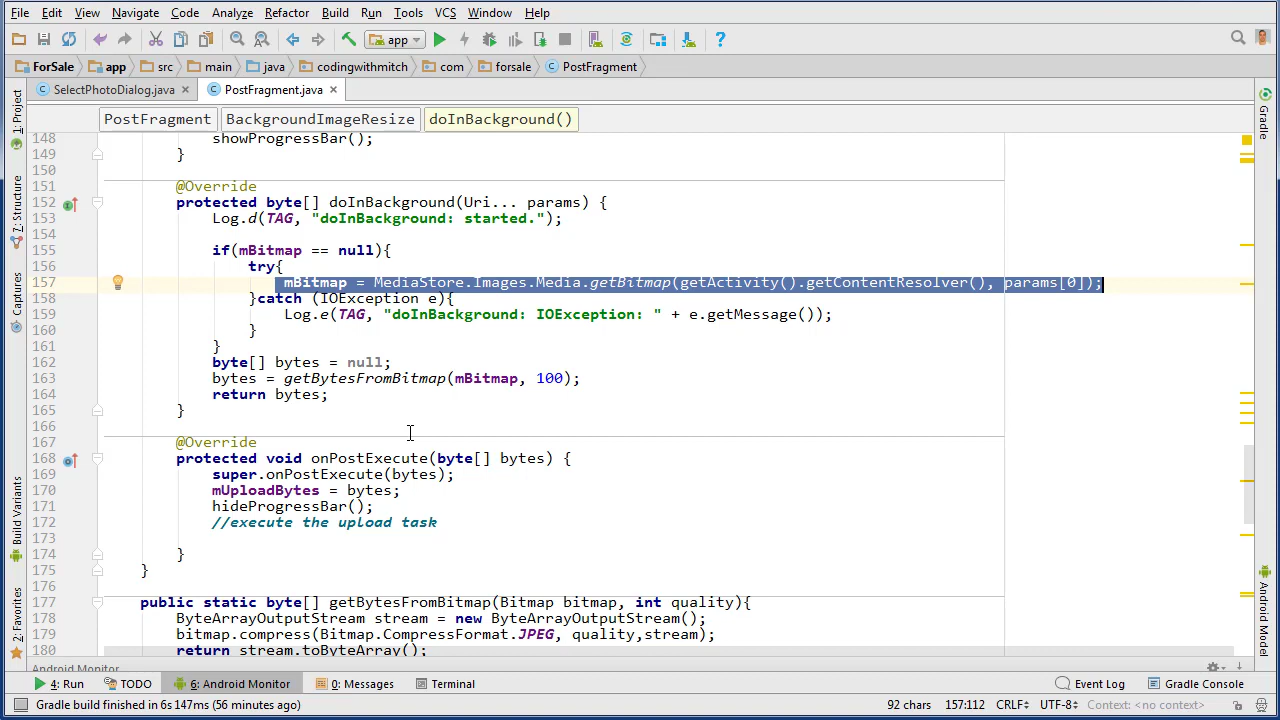 File Edit View Navigate Code Analyze Refactor Build Run Tools VCS Window Help
app
ForSale app src main java codingwithmitch com forsale PostFragment
SelectPhotoDialog.java PostFragment.java
PostFragment BackgroundImageResize doInBackground()
148 showProgressBar();
149 }
150
151 @Override
152 protected byte[] doInBackground(Uri... params) {
153 Log.d(TAG, "doInBackground: started.");
154
155 if(mBitmap == null){
156 try{
157 mBitmap = MediaStore.Images.Media.getBitmap(getActivity().getContentResolver(), params[0]);
158 }catch (IOException e){
159 Log.e(TAG, "doInBackground: IOException: " + e.getMessage());
160 }
161 }
162 byte[] bytes = null;
163 bytes = getBytesFromBitmap(mBitmap, 100);
164 return bytes;
165 }
166
167 @Override
168 protected void onPostExecute(byte[] bytes) {
169 super.onPostExecute(bytes);
170 mUploadBytes = bytes;
171 hideProgressBar();
172 //execute the upload task
173
174 }
175 }
176
177 public static byte[] getBytesFromBitmap(Bitmap bitmap, int quality){
178 ByteArrayOutputStream stream = new ByteArrayOutputStream();
179 bitmap.compress(Bitmap.CompressFormat.JPEG, quality,stream);
180 return stream.toByteArray();
1: Project
7: Structure
Captures
Build Variants
2: Favorites
Gradle
Android Model
Android Monitor
4: Run TODO 6: Android Monitor 0: Messages Terminal Event Log Gradle Console
Gradle build finished in 6s 147ms (56 minutes ago) 92 chars 157:112 CRLF UTF-8 Context: <no context>